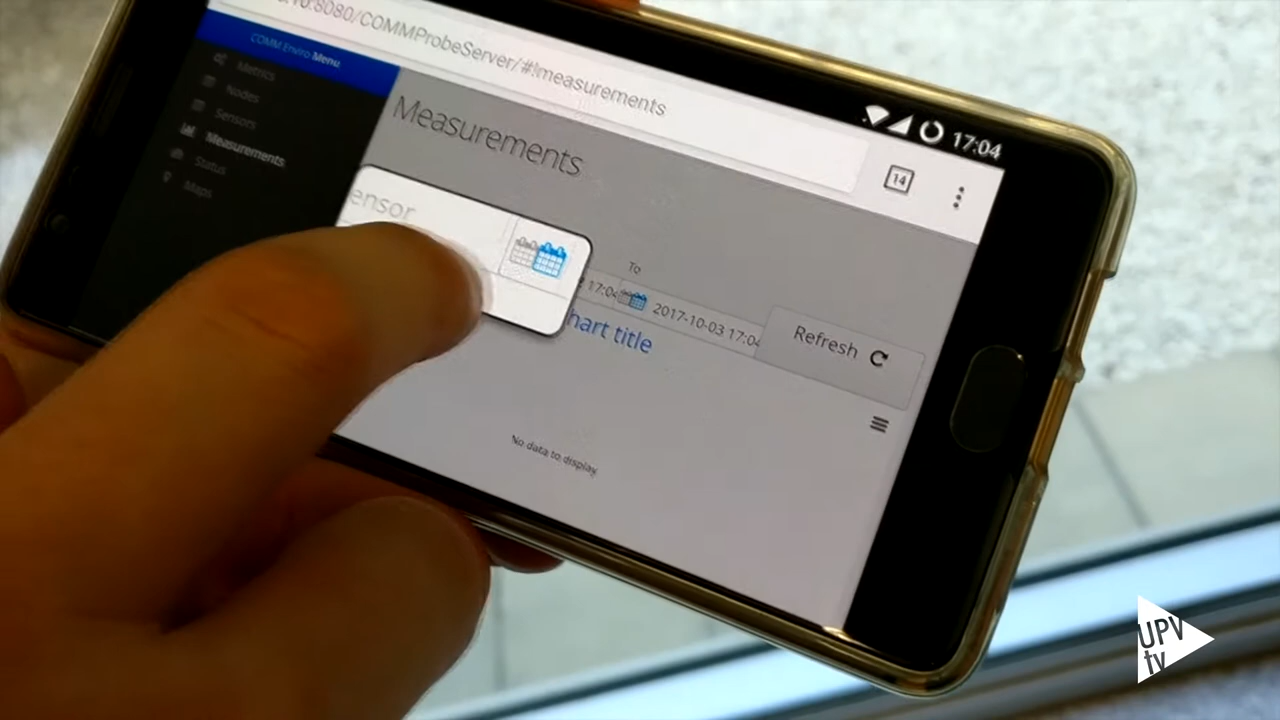 :8080/COMMProbeServer/#!measurements
17:04
14
COMM Enviro Menu
Metrics
Nodes
Sensors
Measurements
Status
Maps
Measurements
ensor
To
17:04
2017-10-03 17:04
Refresh
hart title
No data to display
UPV
tv